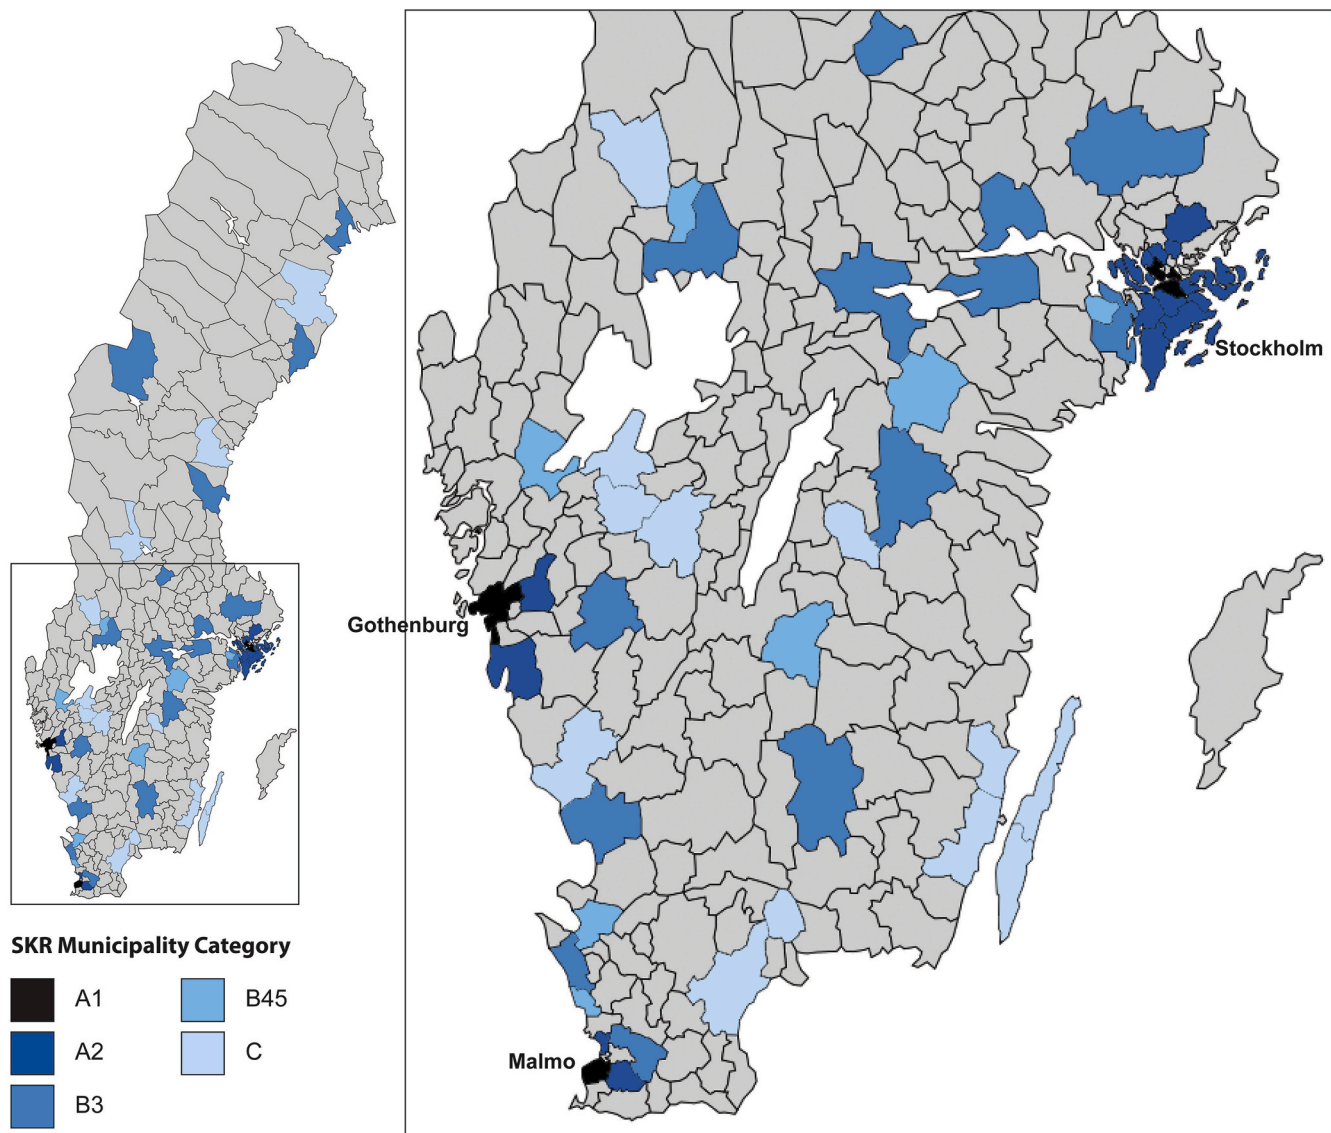 Stockholm
Gothenburg
Malmo
SKR Municipality Category
A1
B45
A2
C
B3